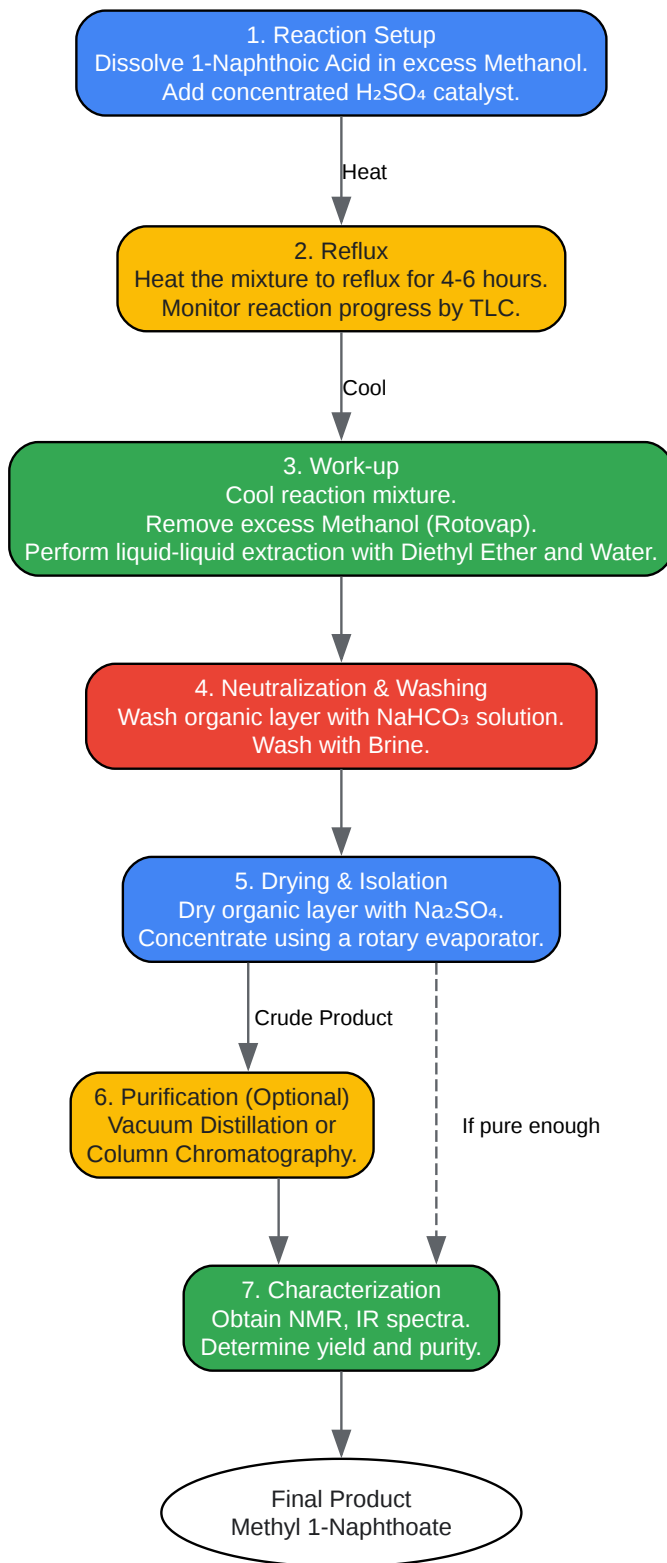 1. Reaction Setup
Dissolve 1-Naphthoic Acid in excess Methanol.
Add concentrated H₂SO₄ catalyst.
Heat
2. Reflux
Heat the mixture to reflux for 4-6 hours.
Monitor reaction progress by TLC.
Cool
3. Work-up
Cool reaction mixture.
Remove excess Methanol (Rotovap).
Perform liquid-liquid extraction with Diethyl Ether and Water.
4. Neutralization & Washing
Wash organic layer with NaHCO₃ solution.
Wash with Brine.
5. Drying & Isolation
Dry organic layer with Na₂SO₄.
Concentrate using a rotary evaporator.
Crude Product
6. Purification (Optional)
Vacuum Distillation or
Column Chromatography.
If pure enough
7. Characterization
Obtain NMR, IR spectra.
Determine yield and purity.
Final Product
Methyl 1-Naphthoate